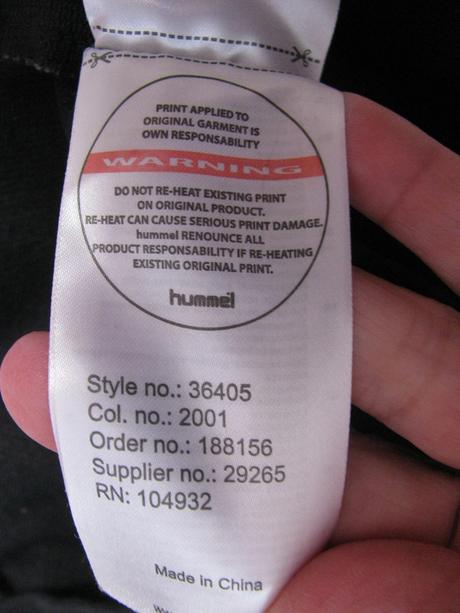 PRINT APPLIED TO
ORIGINAL GARMENT IS
OWN RESPONSABILITY
WARNING
DO NOT RE-HEAT EXISTING PRINT
ON ORIGINAL PRODUCT.
RE-HEAT CAN CAUSE SERIOUS PRINT DAMAGE.
hummel RENOUNCE ALL
PRODUCT RESPONSABILITY IF RE-HEATING
EXISTING ORIGINAL PRINT.
hummel
Style no.: 36405
Col. no.: 2001
Order no.: 188156
Supplier no.: 29265
RN: 104932
Made in China